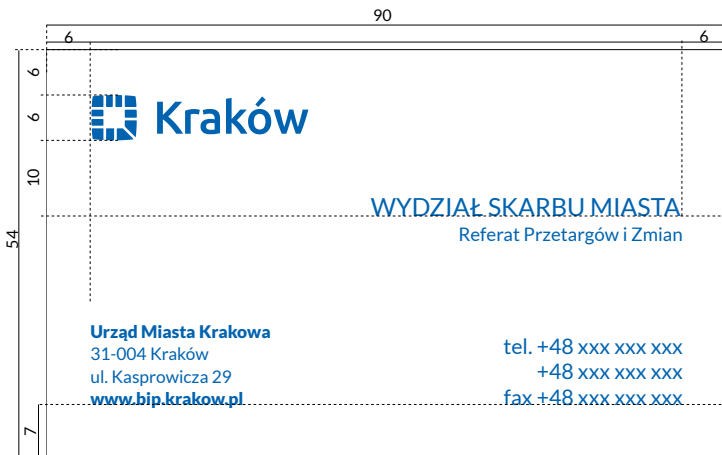 90
6
6
6
6
Kraków
10
WYDZIAŁ SKARBU MIASTA
Referat Przetargów i Zmian
54
Urząd Miasta Krakowa
31-004 Kraków
ul. Kasprowicza 29
www.bip.krakow.pl
tel. +48 xxx xxx xxx
+48 xxx xxx xxx
fax +48 xxx xxx xxx
7